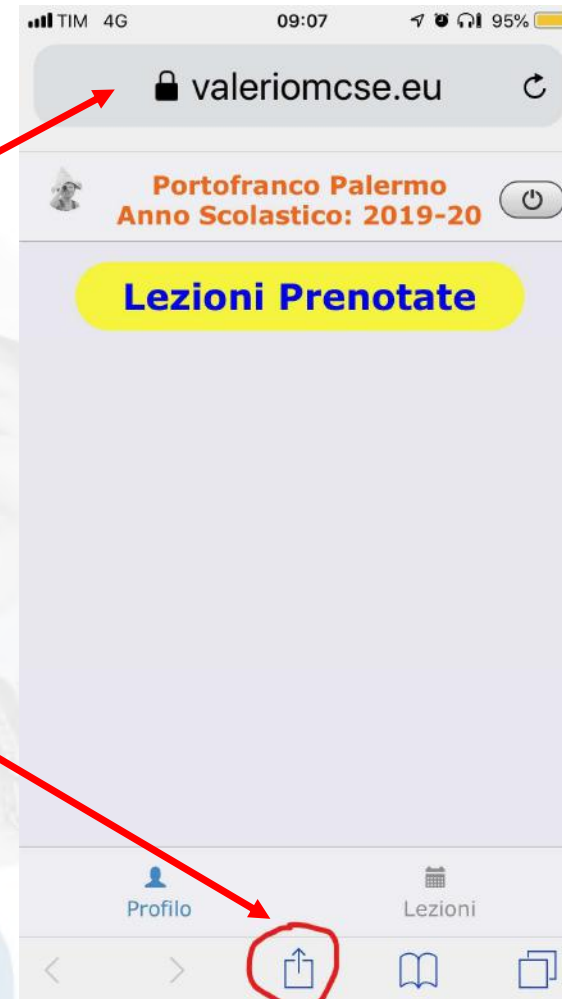 TIM 4G 09:07 95%
valeriomcse.eu
Portofranco Palermo
Anno Scolastico: 2019-20
Lezioni Prenotate
Profilo Lezioni